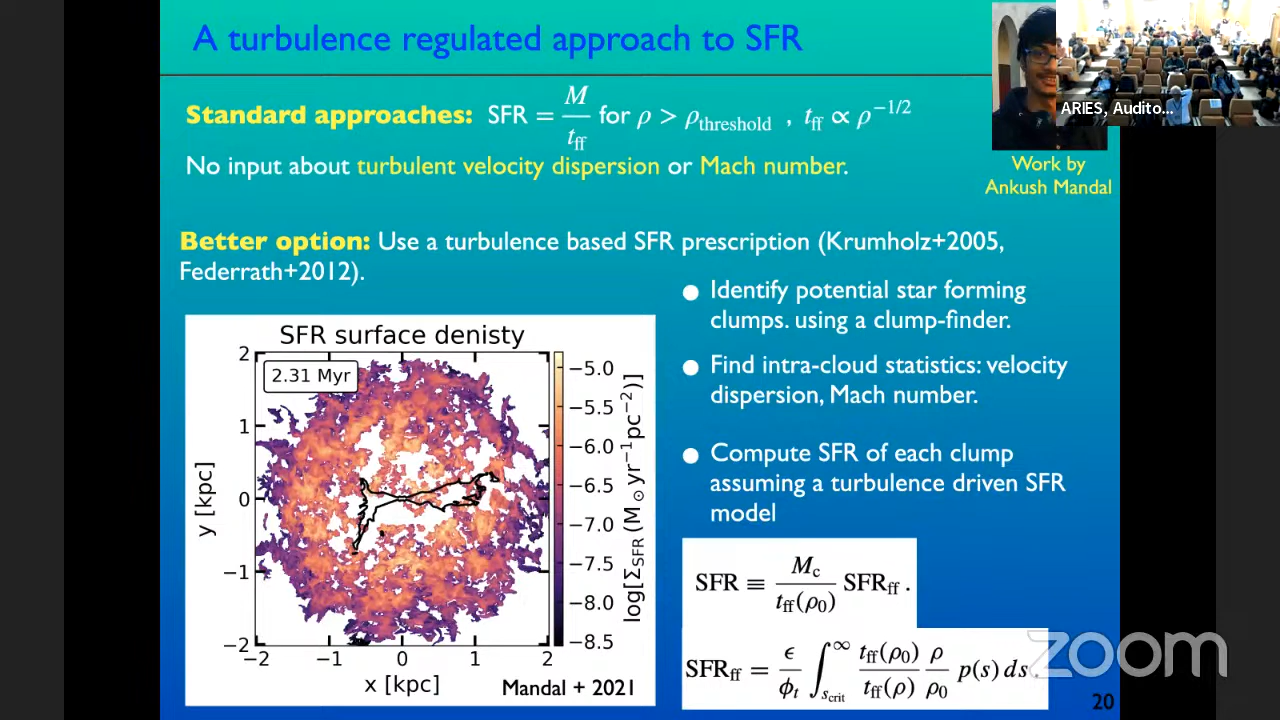 A turbulence regulated approach to SFR
Standard approaches: SFR = M / t_ff for ρ > ρ_threshold , t_ff ∝ ρ^{-1/2}
No input about turbulent velocity dispersion or Mach number.
ARIES, Audito...
Work by
Ankush Mandal
Better option: Use a turbulence based SFR prescription (Krumholz+2005,
Federrath+2012).
● Identify potential star forming
clumps. using a clump-finder.
● Find intra-cloud statistics: velocity
dispersion, Mach number.
● Compute SFR of each clump
assuming a turbulence driven SFR
model
SFR surface denisty
2.31 Myr
2
1
0
−1
−2
y [kpc]
−2 −1 0 1 2
x [kpc]
−5.0
−5.5
−6.0
−6.5
−7.0
−7.5
−8.0
−8.5
log[Σ_SFR (M_⊙ yr^{−1} pc^{−2})]
Mandal + 2021
SFR ≡ M_c / t_ff(ρ_0) SFR_ff .
SFR_ff = ϵ / ϕ_t ∫_{s_crit}^{∞} t_ff(ρ_0) / t_ff(ρ) ρ / ρ_0 p(s) ds .
zoom
20